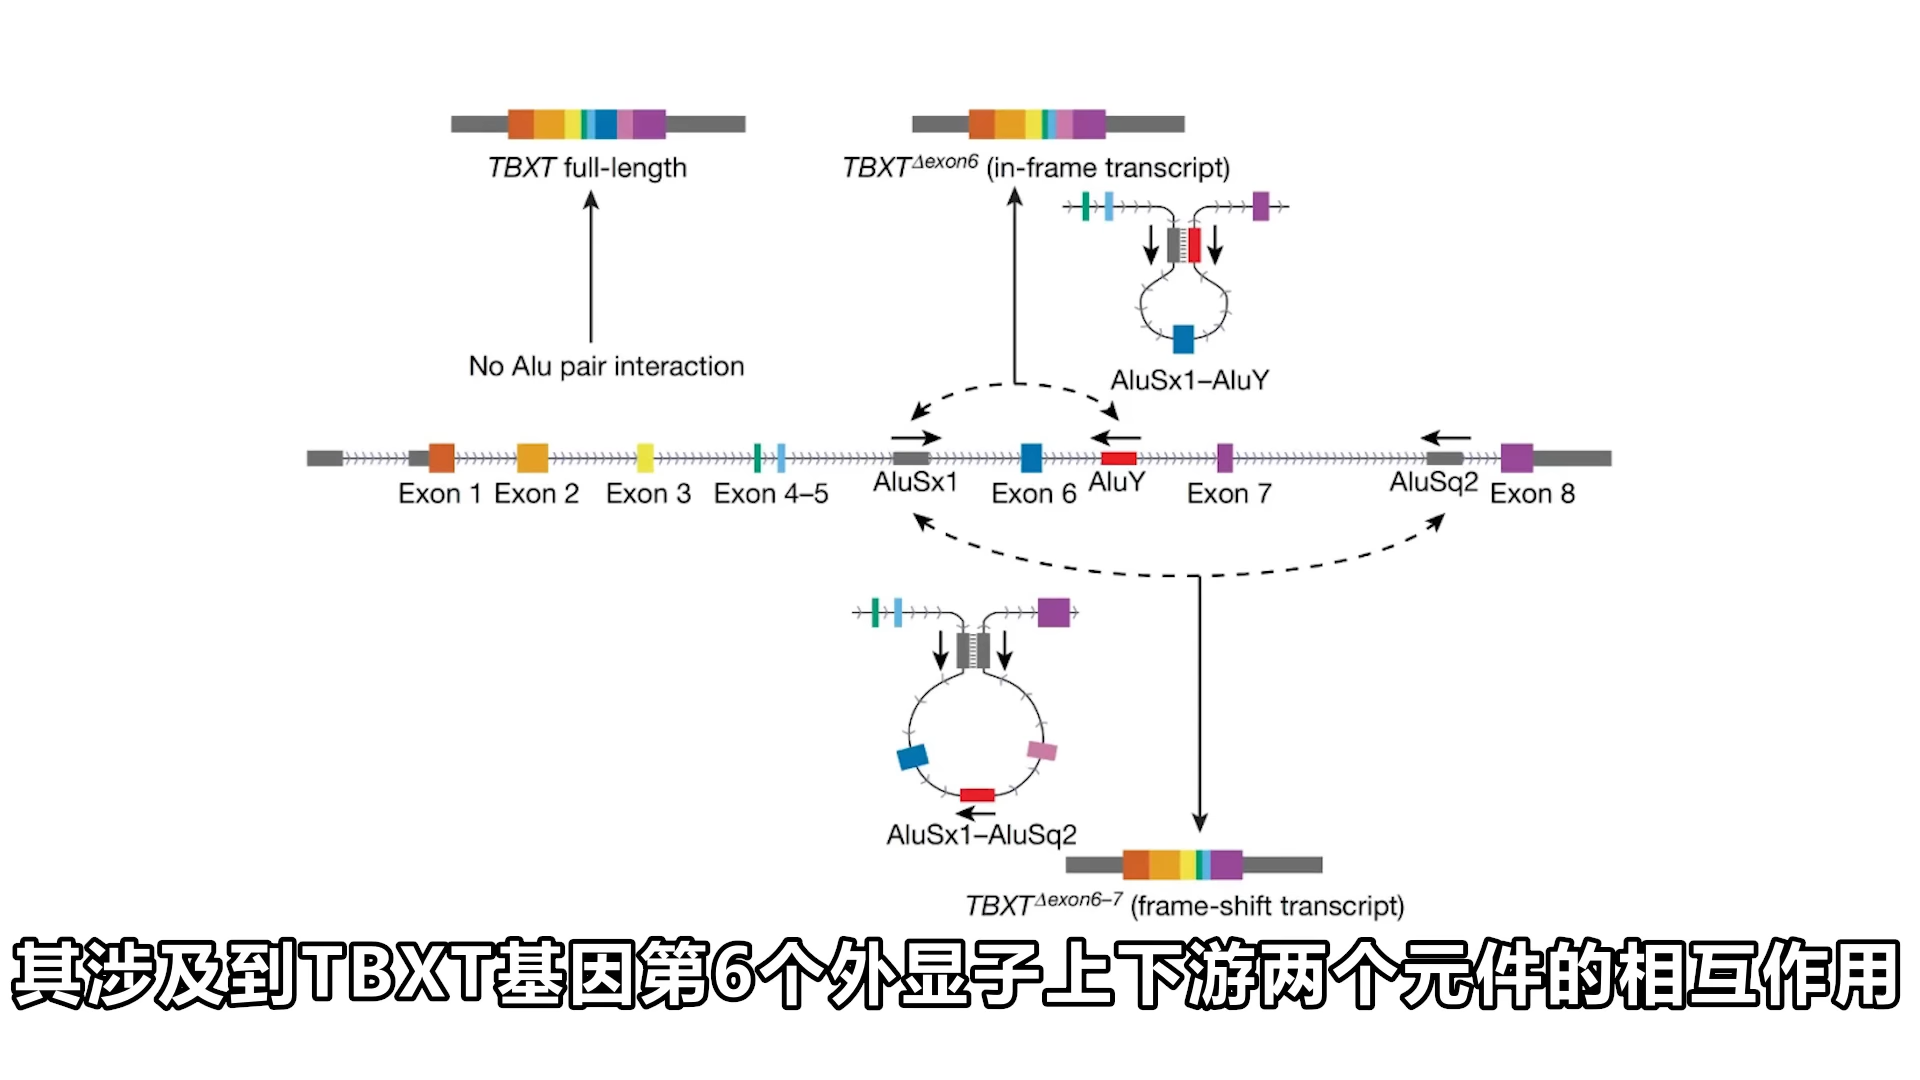 TBXT full-length
TBXTΔexon6 (in-frame transcript)
No Alu pair interaction
AluSx1–AluY
Exon 1 Exon 2 Exon 3 Exon 4–5 AluSx1 Exon 6 AluY Exon 7 AluSq2 Exon 8
AluSx1–AluSq2
TBXTΔexon6–7 (frame-shift transcript)
其涉及到TBXT基因第6个外显子上下游两个元件的相互作用